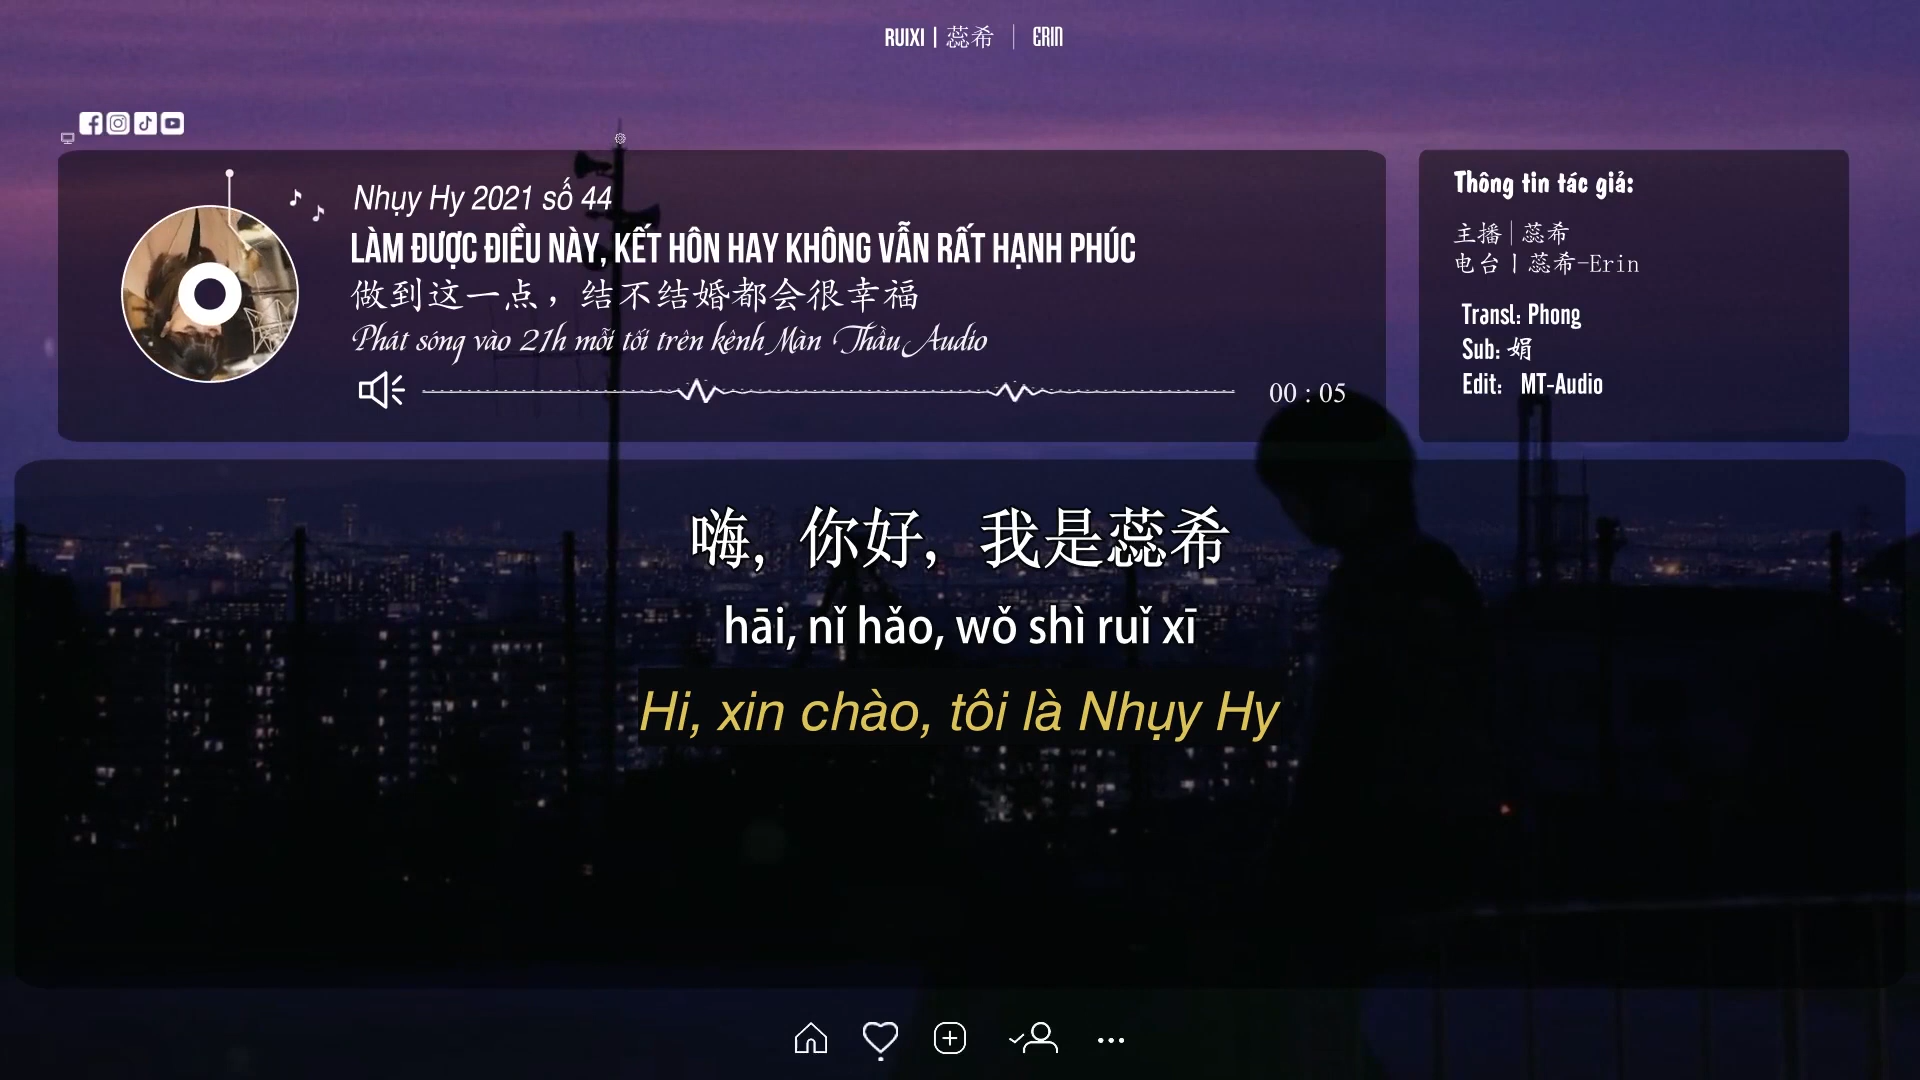 RUIXI | 蕊希 | ERIN
Nhụy Hy 2021 số 44
LÀM ĐƯỢC ĐIỀU NÀY, KẾT HÔN HAY KHÔNG VẪN RẤT HẠNH PHÚC
做到这一点，结不结婚都会很幸福
Phát sóng vào 21h mỗi tối trên kênh Màn Thầu Audio
00 : 05
Thông tin tác giả:
主播 | 蕊希
电台丨蕊希-Erin
Transl: Phong
Sub: 娟
Edit: MT-Audio
嗨，你好，我是蕊希
hāi, nǐ hǎo, wǒ shì ruǐ xī
Hi, xin chào, tôi là Nhụy Hy